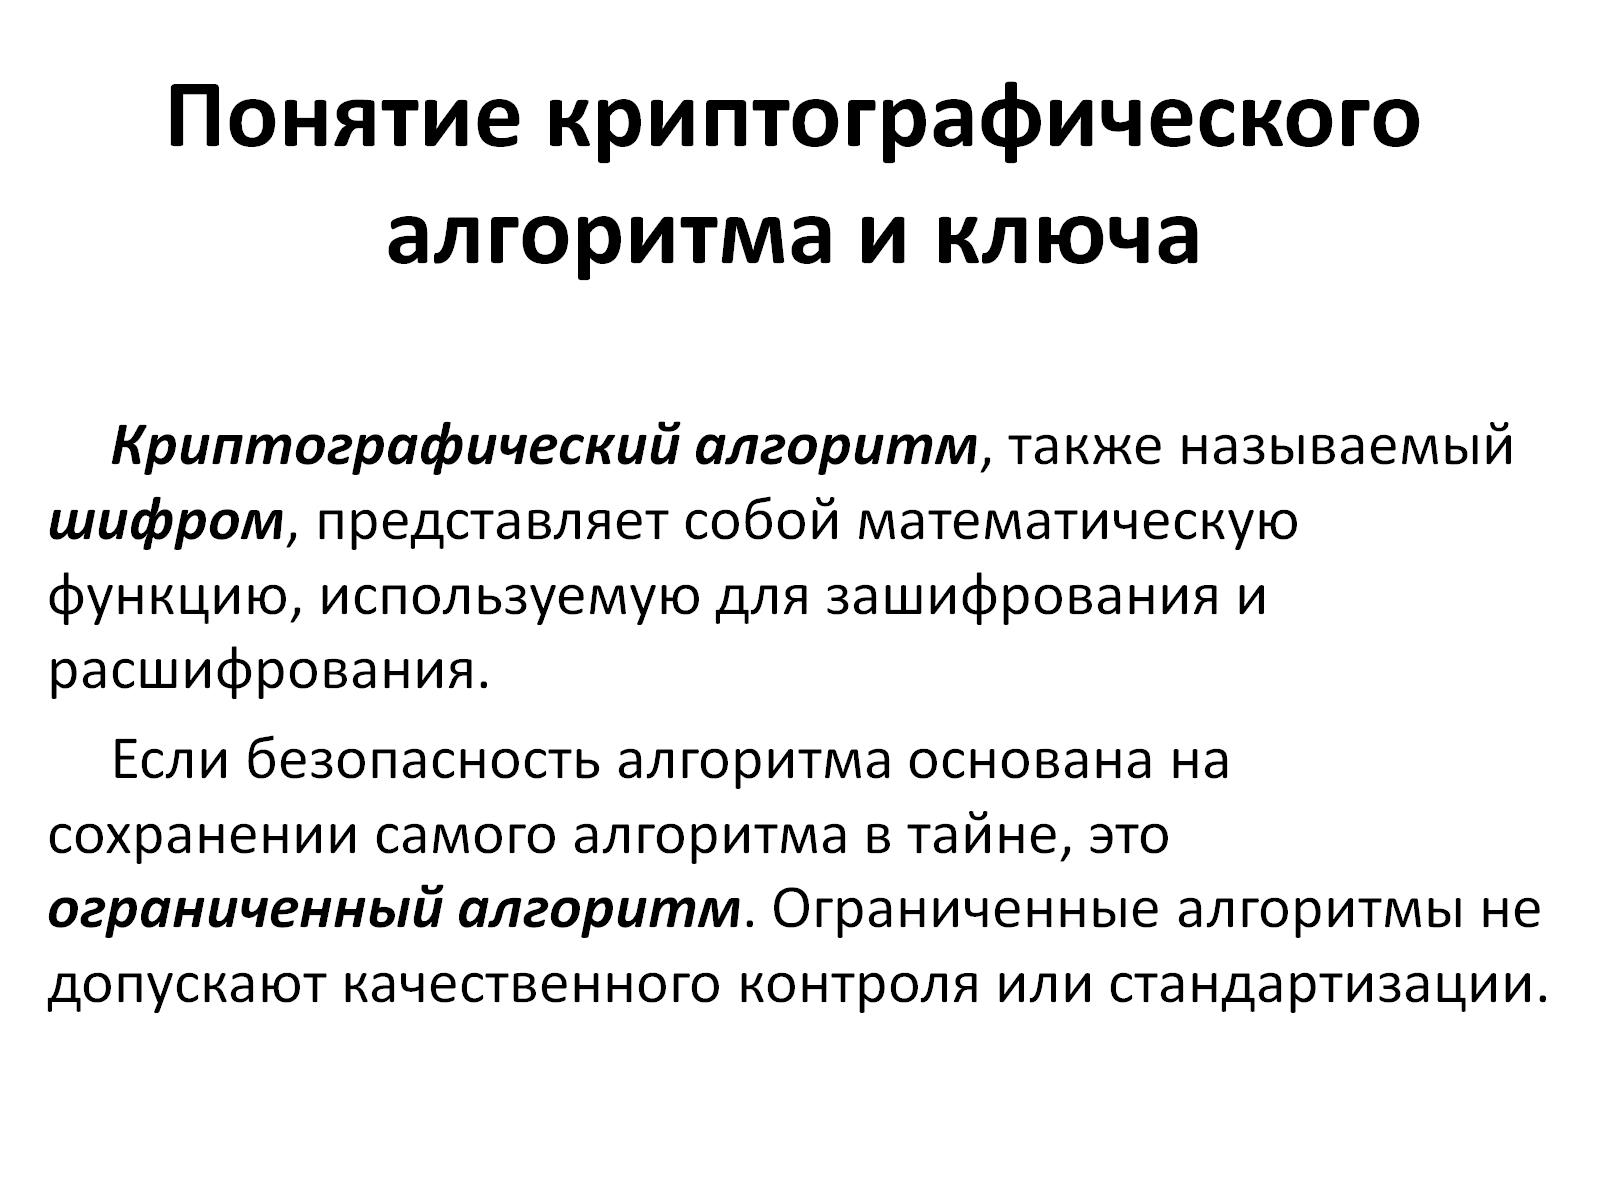 Понятие криптографического
алгоритма и ключа
Криптографический алгоритм, также называемый
шифром, представляет собой математическую
функцию, используемую для зашифрования и
расшифрования.
Если безопасность алгоритма основана на
сохранении самого алгоритма в тайне, это
ограниченный алгоритм. Ограниченные алгоритмы не
допускают качественного контроля или стандартизации.